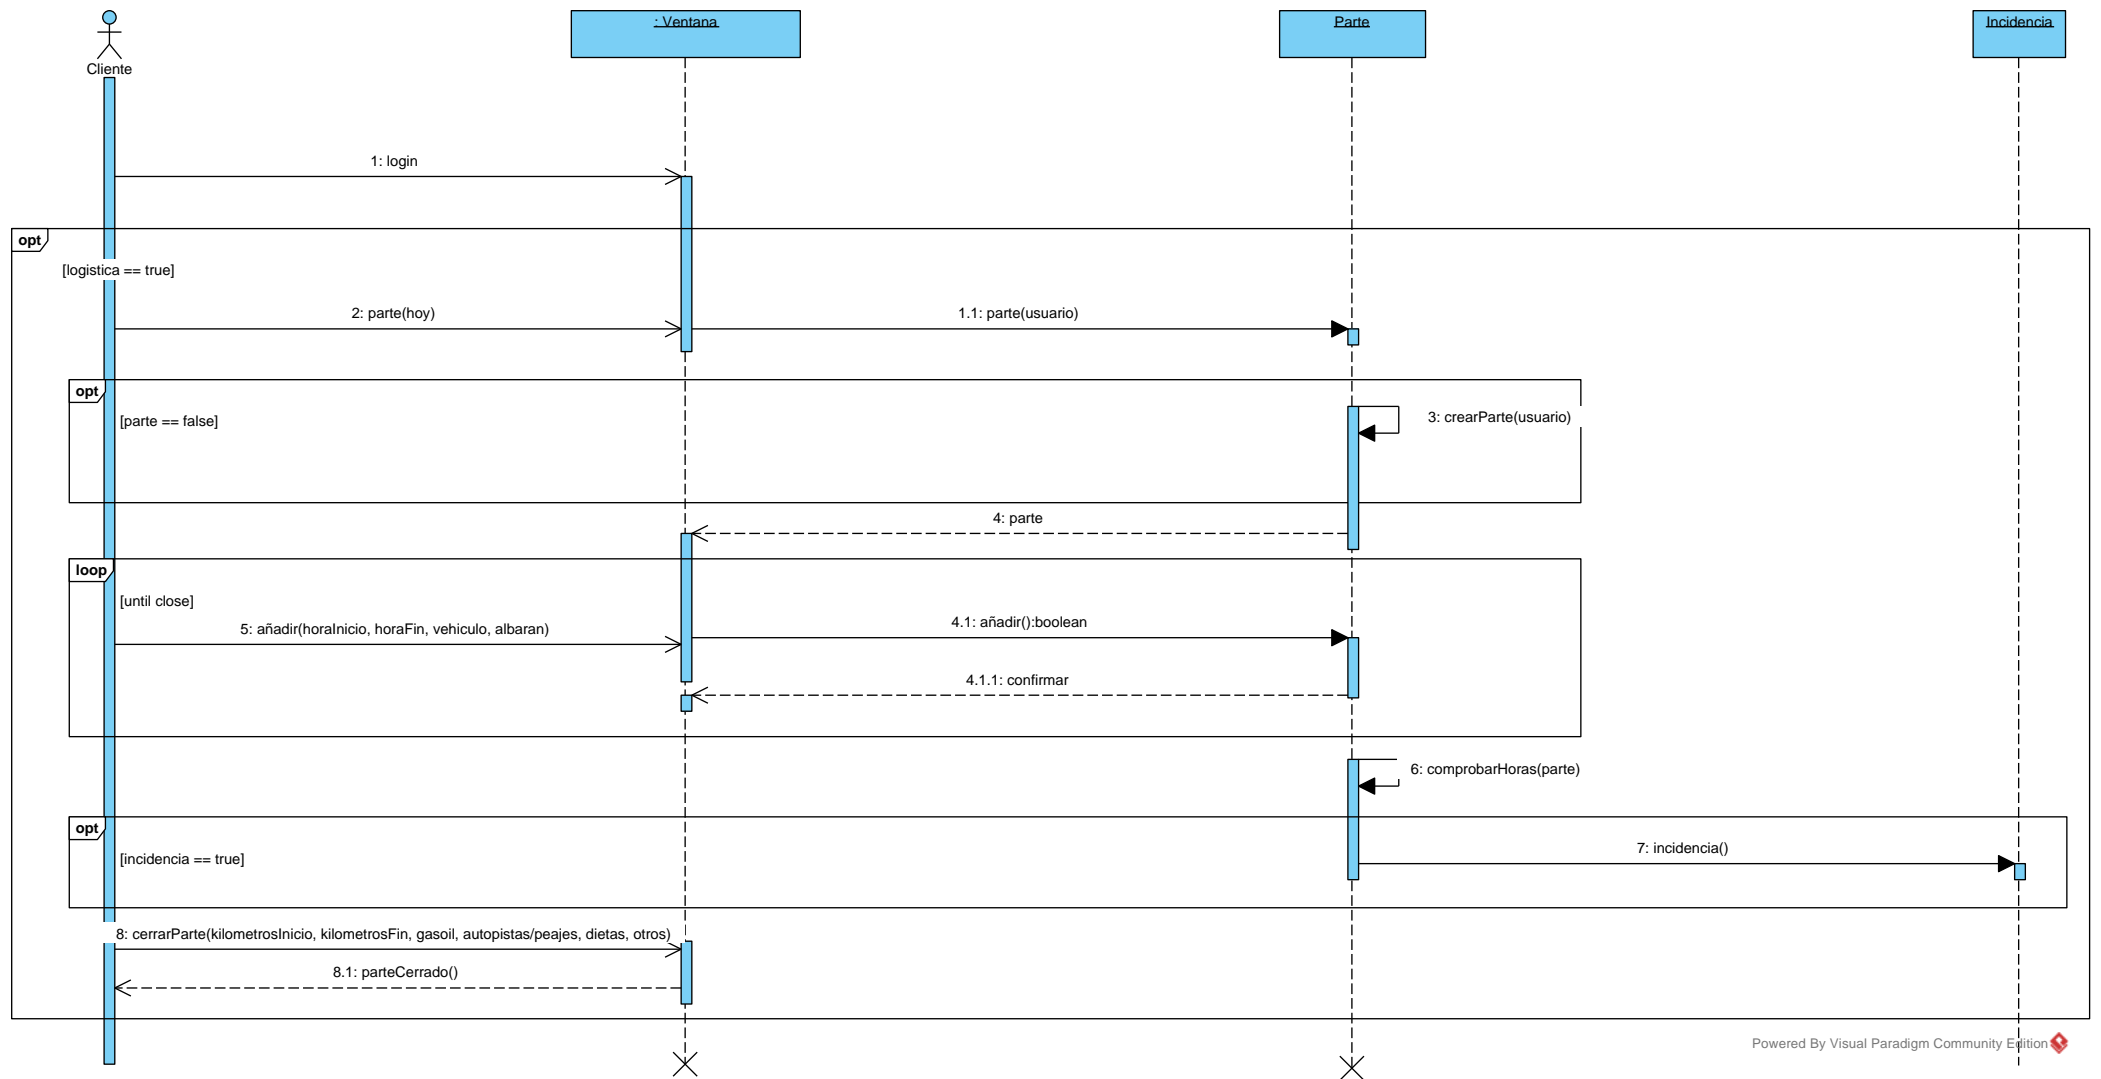 Cliente
: Ventana
Parte
Incidencia
1: login
opt
[logistica == true]
2: parte(hoy)
1.1: parte(usuario)
opt
[parte == false]
3: crearParte(usuario)
4: parte
loop
[until close]
5: añadir(horaInicio, horaFin, vehiculo, albaran)
4.1: añadir():boolean
4.1.1: confirmar
6: comprobarHoras(parte)
opt
[incidencia == true]
7: incidencia()
8: cerrarParte(kilometrosInicio, kilometrosFin, gasoil, autopistas/peajes, dietas, otros)
8.1: parteCerrado()
Powered By Visual Paradigm Community Edition